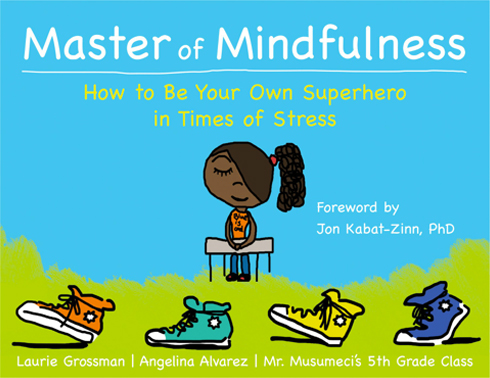 Master of Mindfulness
How to Be Your Own Superhero
in Times of Stress
Foreword by
Jon Kabat-Zinn, PhD
Laurie Grossman | Angelina Alvarez | Mr. Musumeci's 5th Grade Class